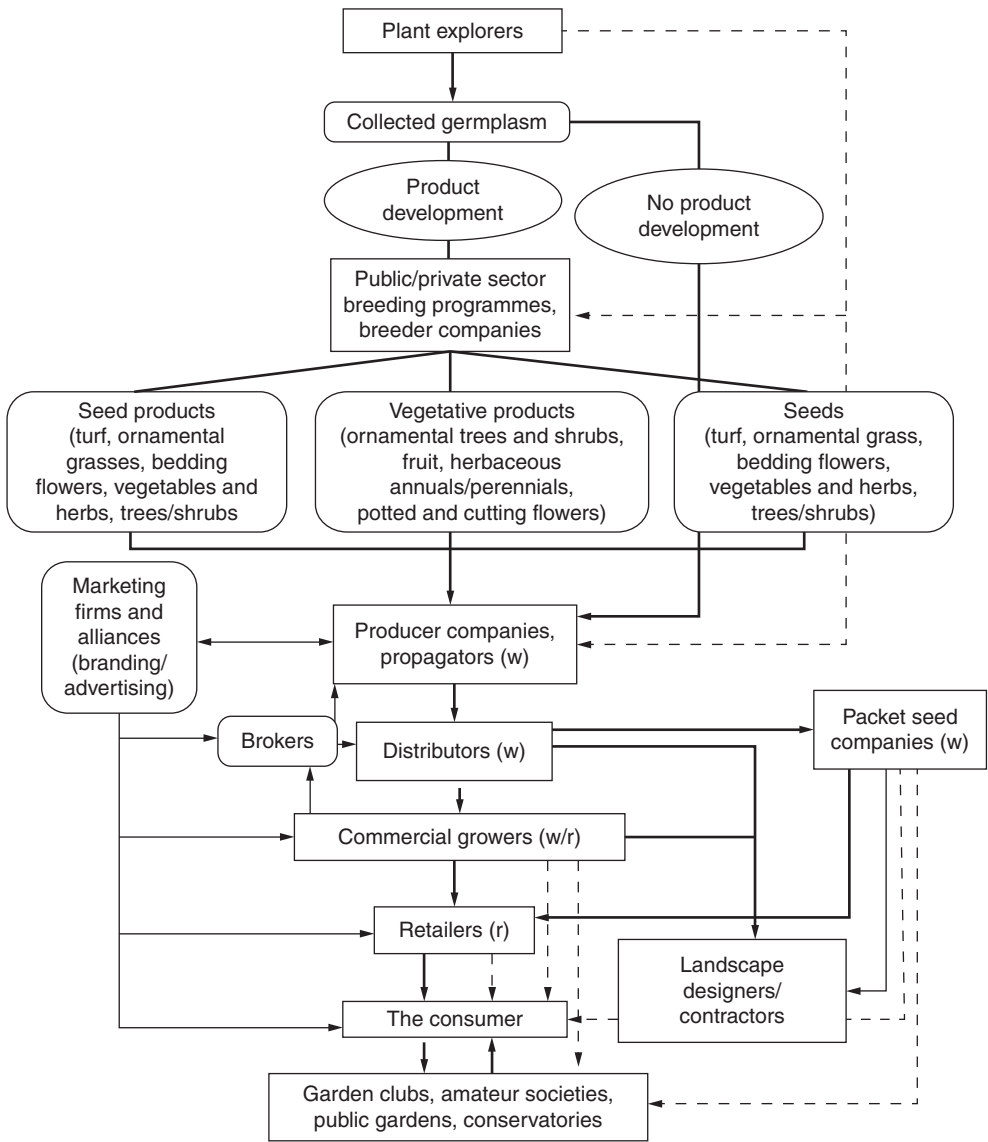 Plant explorers
Collected germplasm
Product
development
No product
development
Public/private sector
breeding programmes,
breeder companies
Seed products
(turf, ornamental
grasses, bedding
flowers, vegetables and
herbs, trees/shrubs
Vegetative products
(ornamental trees and shrubs,
fruit, herbaceous
annuals/perennials,
potted and cutting flowers)
Seeds
(turf, ornamental grass,
bedding flowers,
vegetables and herbs,
trees/shrubs)
Marketing
firms and
alliances
(branding/
advertising)
Producer companies,
propagators (w)
Brokers
Distributors (w)
Packet seed
companies (w)
Commercial growers (w/r)
Retailers (r)
Landscape
designers/
contractors
The consumer
Garden clubs, amateur societies,
public gardens, conservatories